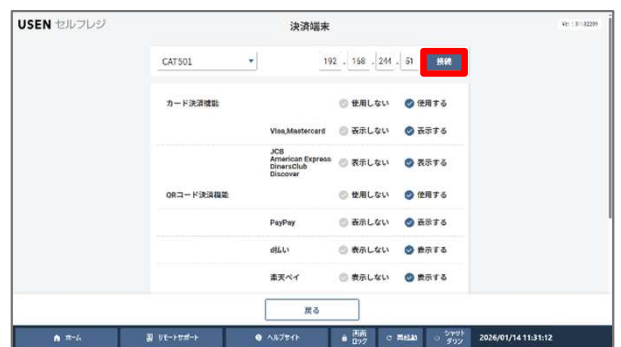 USEN セルフレジ
決済端末
CAT501
192 . 168 . 244 . 51
接続
カード決済機能
使用しない 使用する
Visa,Mastercard 表示しない 表示する
JCB
American Express
DinersClub
Discover
表示しない 表示する
QRコード決済機能 使用しない 使用する
PayPay 表示しない 表示する
d払い 表示しない 表示する
楽天ペイ 表示しない 表示する
戻る
ホーム
リモートサポート
ヘルプサイト
画面
ロック
再起動
シャット
ダウン
2026/01/14 11:31:12